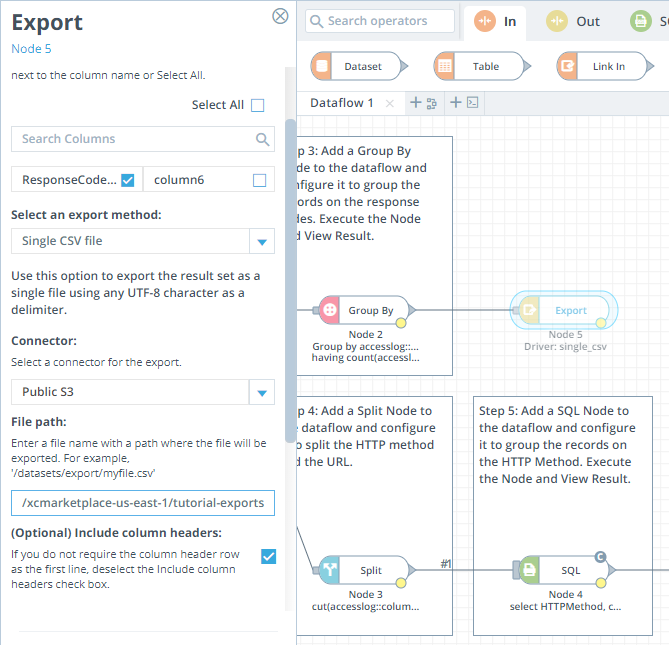 Export
Node 5
next to the column name or Select All.
Select All
Search Columns
ResponseCode...
column6
Select an export method:
Single CSV file
Use this option to export the result set as a
single file using any UTF-8 character as a
delimiter.
Connector:
Select a connector for the export.
Public S3
File path:
Enter a file name with a path where the file will be
exported. For example,
'/datasets/export/myfile.csv'
/xcmarketplace-us-east-1/tutorial-exports
(Optional) Include column headers:
If you do not require the column header row
as the first line, deselect the Include column
headers check box.
Search operators
In
Out
Dataset
Table
Link In
Dataflow 1
p 3: Add a Group By
de to the dataflow and
nfigure it to group the
ords on the response
des. Execute the Node
d View Result.
Group By
Node 2
Group by accesslog::...
having count(accessl...
Export
Node 5
Driver: single_csv
p 4: Add a Split Node to
the dataflow and configure
o split the HTTP method
d the URL.
Split
Node 3
cut(accesslog::colum...
#1
Step 5: Add a SQL Node to
the dataflow and configure
it to group the records on
the HTTP Method. Execute
the Node and View Result.
C
SQL
Node 4
select HTTPMethod, c...